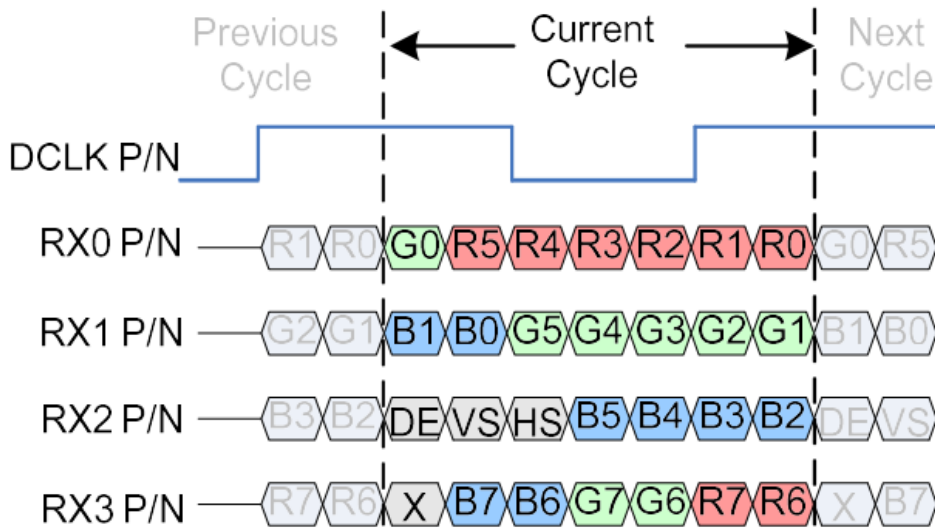 Previous Cycle
Current Cycle
Next Cycle
DCLK P/N
RX0 P/N R1 R0 G0 R5 R4 R3 R2 R1 R0 G0 R5
RX1 P/N G2 G1 B1 B0 G5 G4 G3 G2 G1 B1 B0
RX2 P/N B3 B2 DE VS HS B5 B4 B3 B2 DE VS
RX3 P/N R7 R6 X B7 B6 G7 G6 R7 R6 X B7